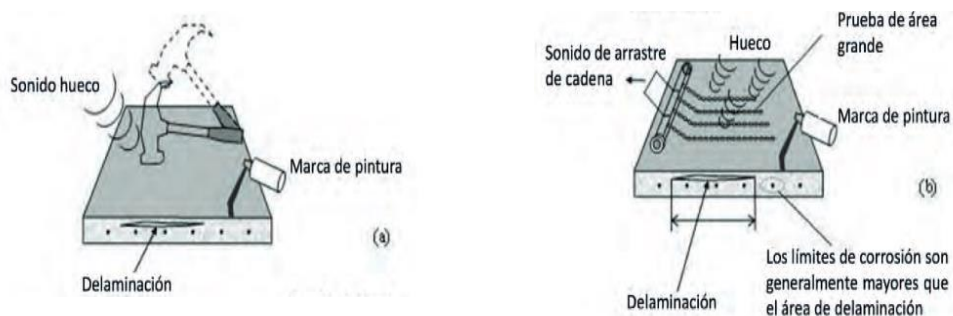 Sonido hueco
Marca de pintura
(a)
Delaminación
Prueba de área
grande
Hueco
Sonido de arrastre
de cadena
Marca de pintura
(b)
Delaminación
Los límites de corrosión son
generalmente mayores que
el área de delaminación